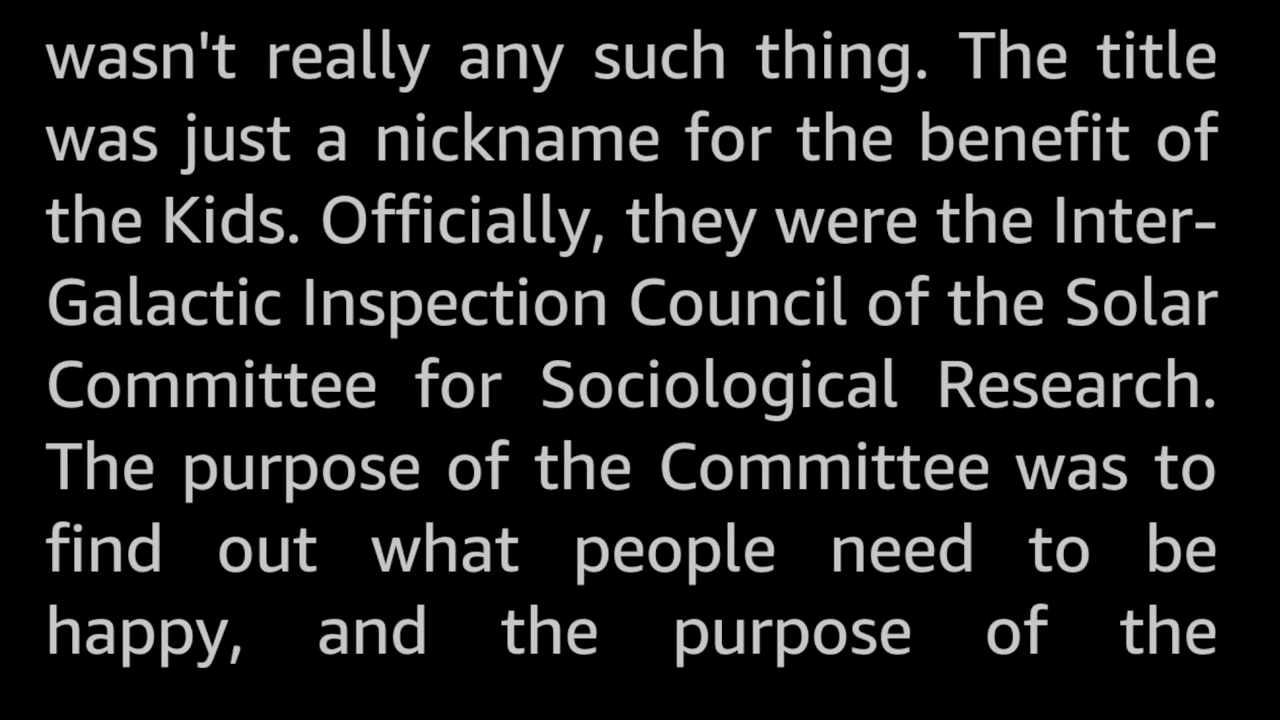 wasn't really any such thing. The title
was just a nickname for the benefit of
the Kids. Officially, they were the Inter-
Galactic Inspection Council of the Solar
Committee for Sociological Research.
The purpose of the Committee was to
find out what people need to be
happy, and the purpose of the